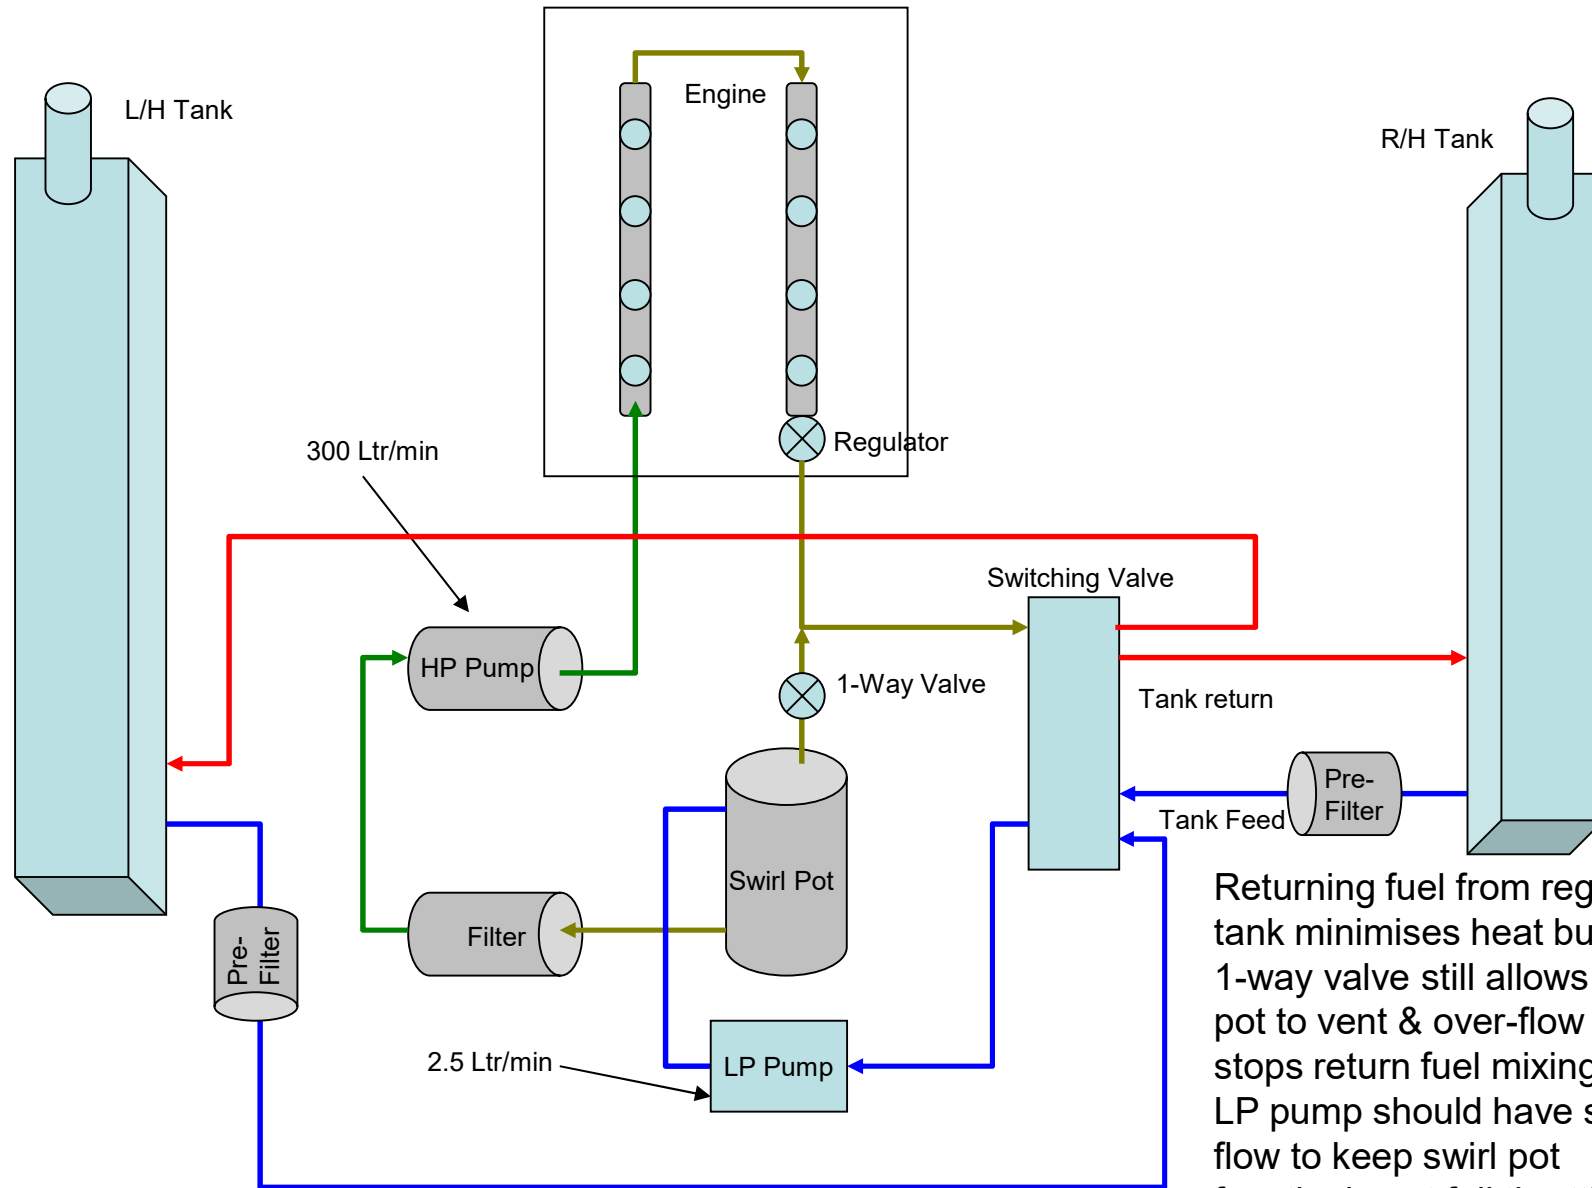 L/H Tank
Engine
R/H Tank
Regulator
300 Ltr/min
Switching Valve
HP Pump
1-Way Valve
Tank return
Pre-
Filter
Tank Feed
Swirl Pot
Filter
Pre-
Filter
2.5 Ltr/min
LP Pump
Returning fuel from reg
tank minimises heat bu
1-way valve still allows
pot to vent & over-flow
stops return fuel mixing
LP pump should have s
flow to keep swirl pot